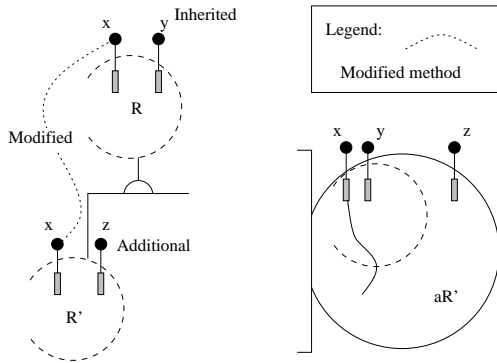 x
y
Inherited
R
Modified
x
z
Additional
R'
Legend:
Modified method
x
y
z
aR'